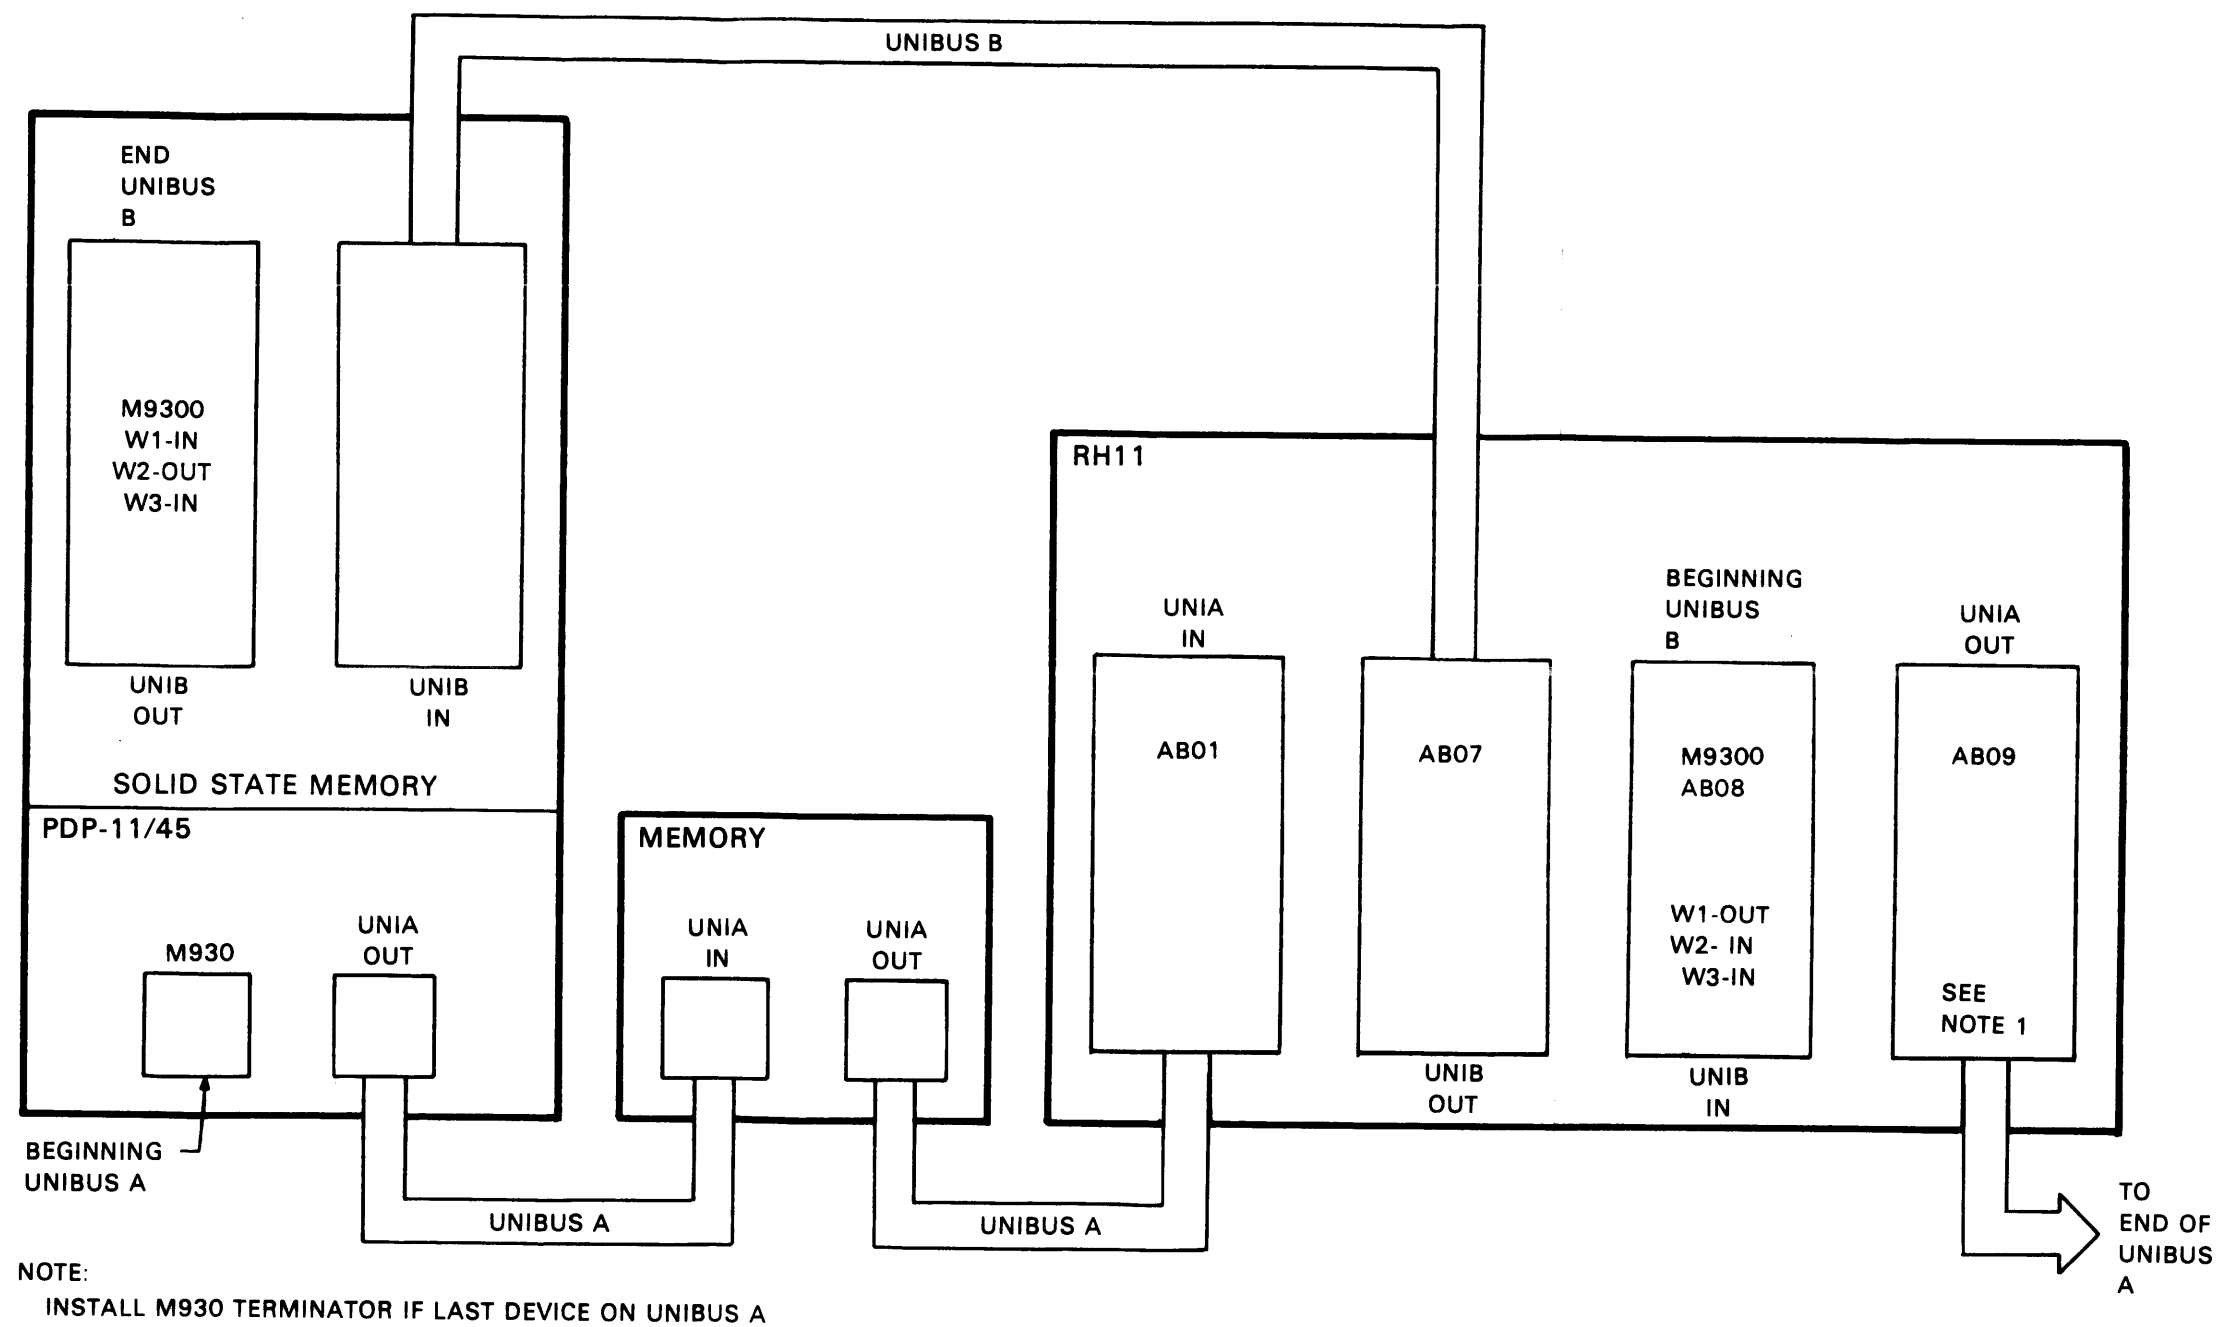 UNIBUS B
END
UNIBUS
B
M9300
W1-IN
W2-OUT
W3-IN
UNIB
OUT
UNIB
IN
SOLID STATE MEMORY
PDP-11/45
M930
UNIA
OUT
BEGINNING
UNIBUS A
MEMORY
UNIA
IN
UNIA
OUT
UNIBUS A
UNIBUS A
RH11
UNIA
IN
AB01
AB07
UNIB
OUT
BEGINNING
UNIBUS
B
M9300
AB08
W1-OUT
W2- IN
W3-IN
UNIB
IN
UNIA
OUT
AB09
SEE
NOTE 1
TO
END OF
UNIBUS
A
NOTE:
INSTALL M930 TERMINATOR IF LAST DEVICE ON UNIBUS A